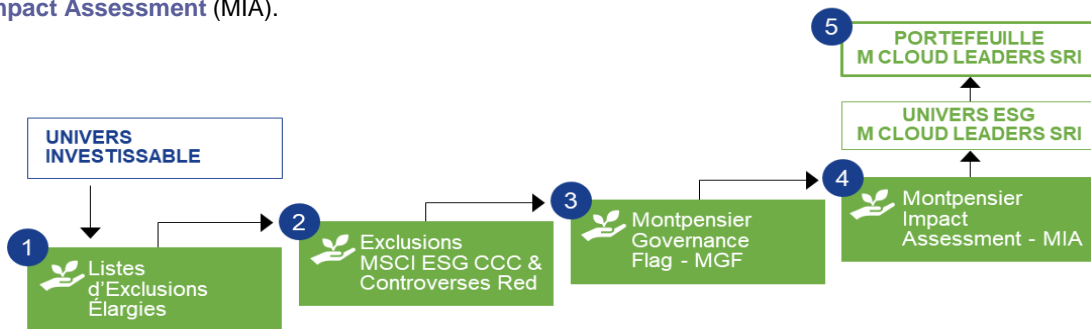 Impact Assessment (MIA).
5
PORTEFEUILLE
M CLOUD LEADERS SRI
UNIVERS ESG
M CLOUD LEADERS SRI
UNIVERS
INVESTISSABLE
1
Listes
d'Exclusions
Élargies
2
Exclusions
MSCI ESG CCC &
Controverses Red
3
Montpensier
Governance
Flag - MGF
4
Montpensier
Impact
Assessment - MIA